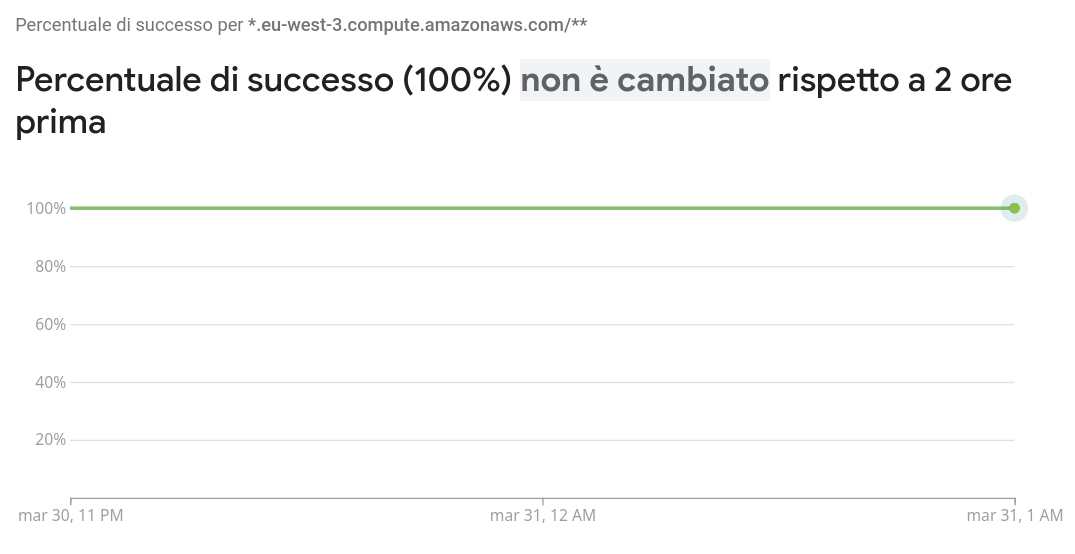 Percentuale di successo per *.eu-west-3.compute.amazonaws.com/**
Percentuale di successo (100%) non è cambiato rispetto a 2 ore
prima
100%
80%
60%
40%
20%
mar 30, 11 PM
mar 31, 12 AM
mar 31, 1 AM